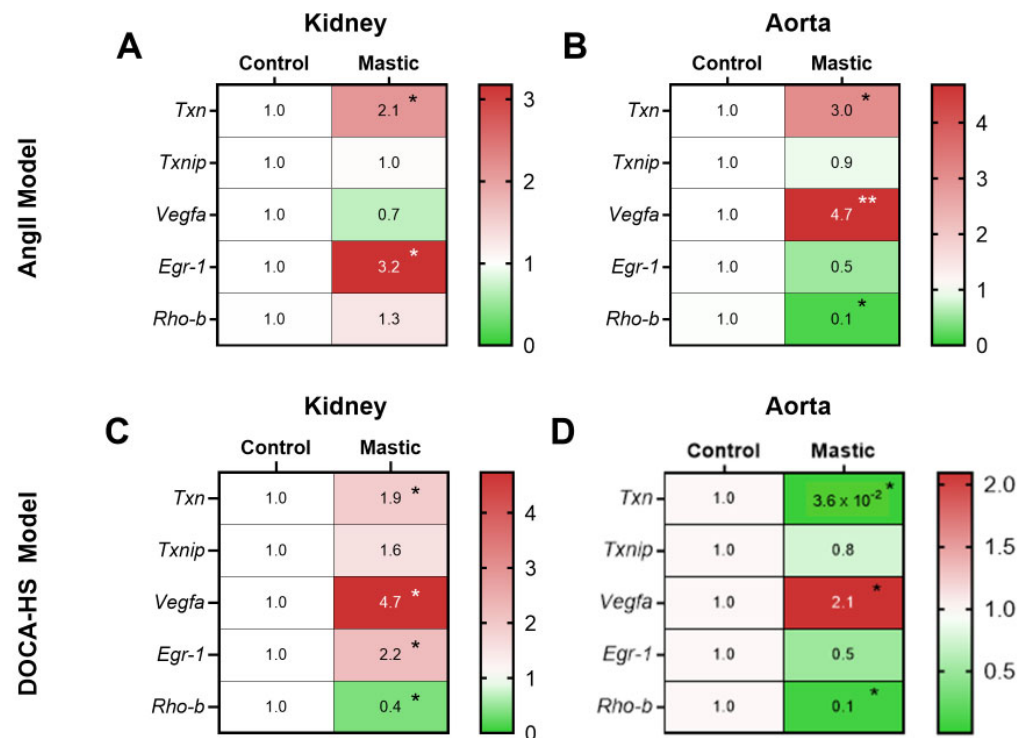 Kidney
A
Control Mastic
AngII Model
Txn 1.0 2.1 *
Txnip 1.0 1.0
Vegfa 1.0 0.7
Egr-1 1.0 3.2 *
Rho-b 1.0 1.3
3
2
1
0
Aorta
B
Control Mastic
Txn 1.0 3.0 *
Txnip 1.0 0.9
Vegfa 1.0 4.7 **
Egr-1 1.0 0.5
Rho-b 1.0 0.1 *
4
3
2
1
0
Kidney
C
Control Mastic
DOCA-HS Model
Txn 1.0 1.9 *
Txnip 1.0 1.6
Vegfa 1.0 4.7 *
Egr-1 1.0 2.2 *
Rho-b 1.0 0.4 *
4
3
2
1
0
Aorta
D
Control Mastic
Txn 1.0 3.6 x 10⁻² *
Txnip 1.0 0.8
Vegfa 1.0 2.1 *
Egr-1 1.0 0.5
Rho-b 1.0 0.1 *
2.0
1.5
1.0
0.5